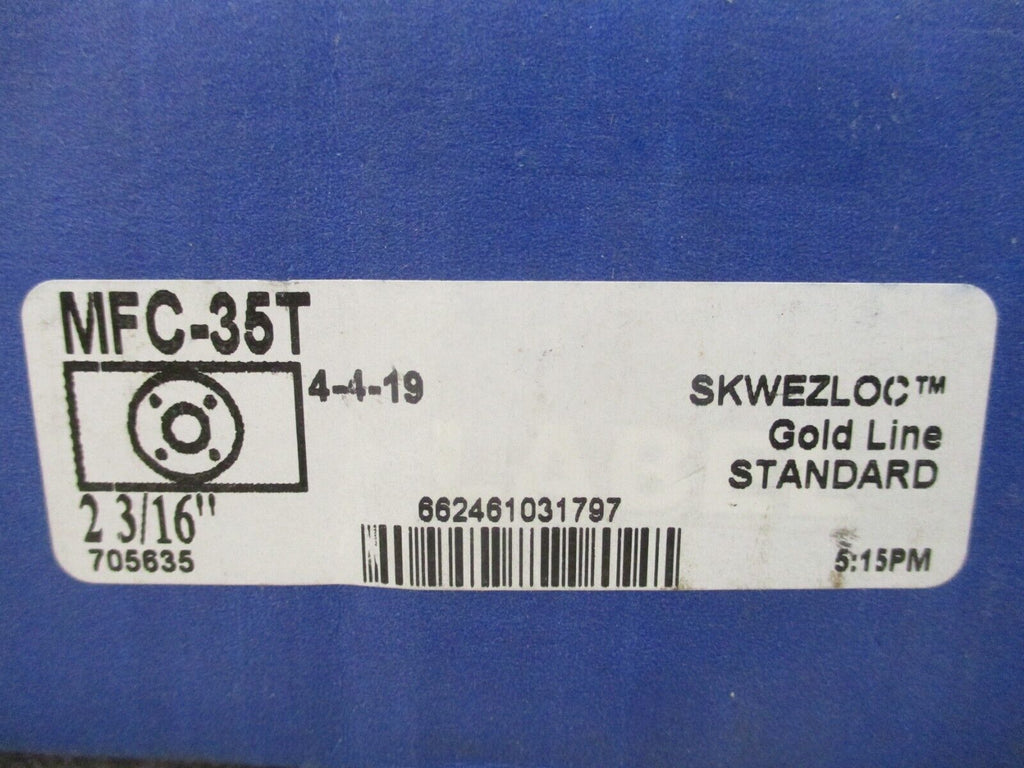 MFC-35T
4-4-19
SKWEZLOC™
Gold Line
STANDARD
2 3/16"
662461031797
705635
5:15PM